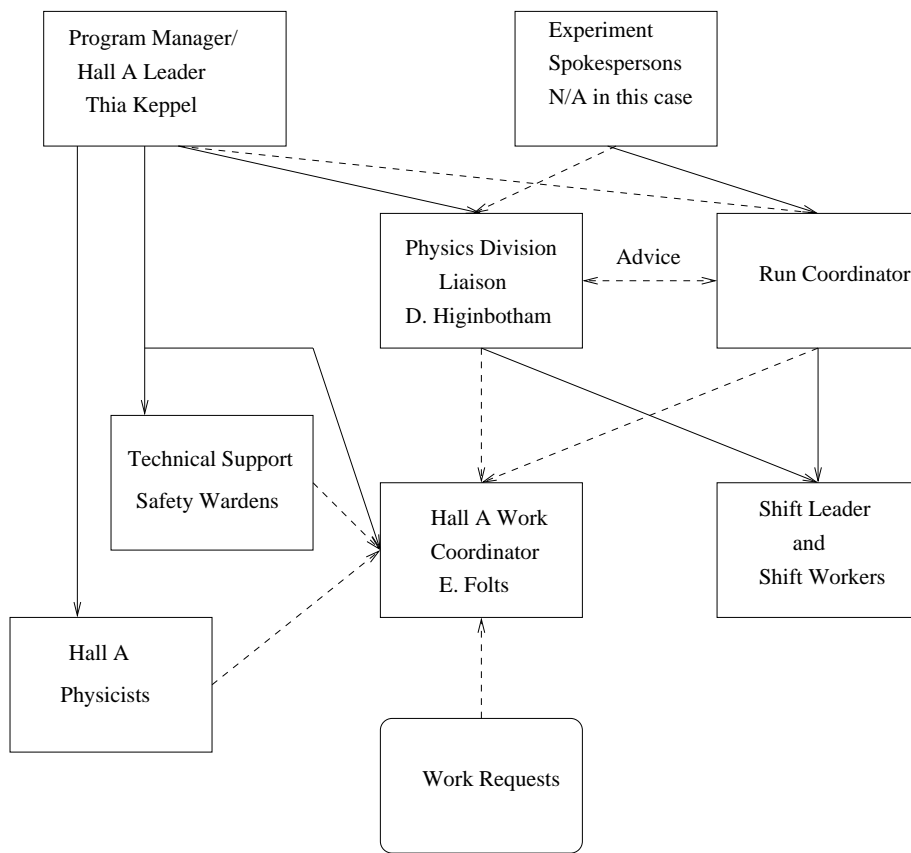 Program Manager/
Hall A Leader
Thia Keppel
Experiment
Spokespersons
N/A in this case
Physics Division
Liaison
D. Higinbotham
Advice
Run Coordinator
Technical Support
Safety Wardens
Hall A Work
Coordinator
E. Folts
Shift Leader
and
Shift Workers
Hall A
Physicists
Work Requests